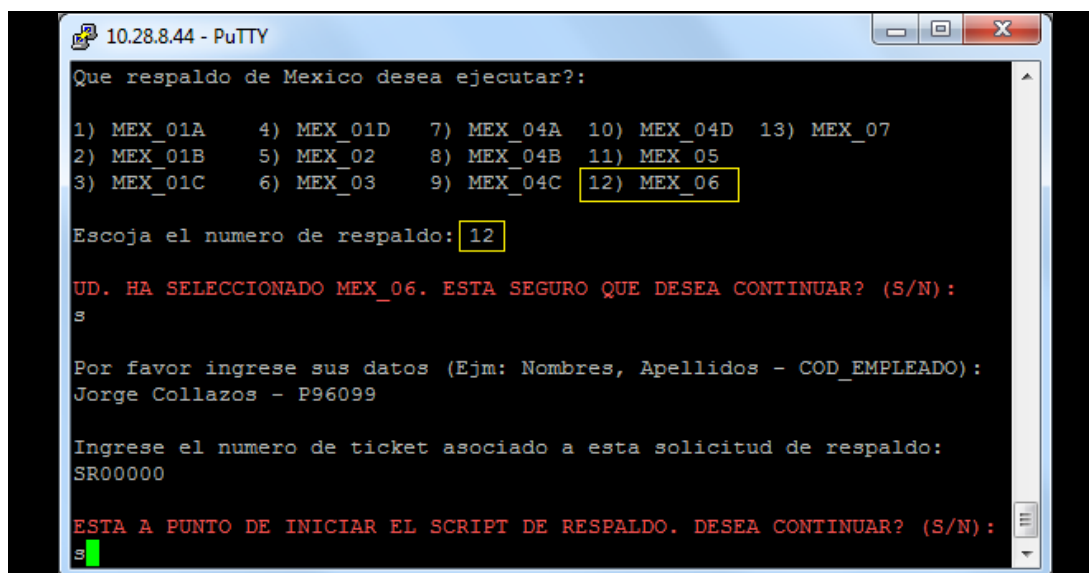 10.28.8.44 - PuTTY
Que respaldo de Mexico desea ejecutar?:
1) MEX_01A 4) MEX_01D 7) MEX_04A 10) MEX_04D 13) MEX_07
2) MEX_01B 5) MEX_02 8) MEX_04B 11) MEX_05
3) MEX_01C 6) MEX_03 9) MEX_04C 12) MEX_06
Escoja el numero de respaldo: 12
UD. HA SELECCIONADO MEX_06. ESTA SEGURO QUE DESEA CONTINUAR? (S/N):
s
Por favor ingrese sus datos (Ejm: Nombres, Apellidos - COD_EMPLEADO):
Jorge Collazos - P96099
Ingrese el numero de ticket asociado a esta solicitud de respaldo:
SR00000
ESTA A PUNTO DE INICIAR EL SCRIPT DE RESPALDO. DESEA CONTINUAR? (S/N):
s